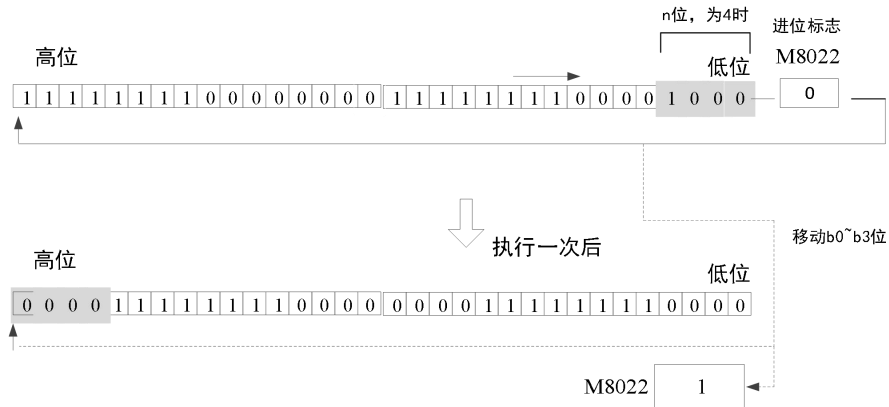 n位，为4时
进位标志
高位
低位
M8022
1 1 1 1 1 1 1 1 0 0 0 0 0 0 0 0 1 1 1 1 1 1 1 1 0 0 0 0 1 0 0 0
0
执行一次后
移动b0~b3位
高位
低位
0 0 0 0 1 1 1 1 1 1 1 1 0 0 0 0 0 0 0 0 1 1 1 1 1 1 1 1 0 0 0 0
M8022 1